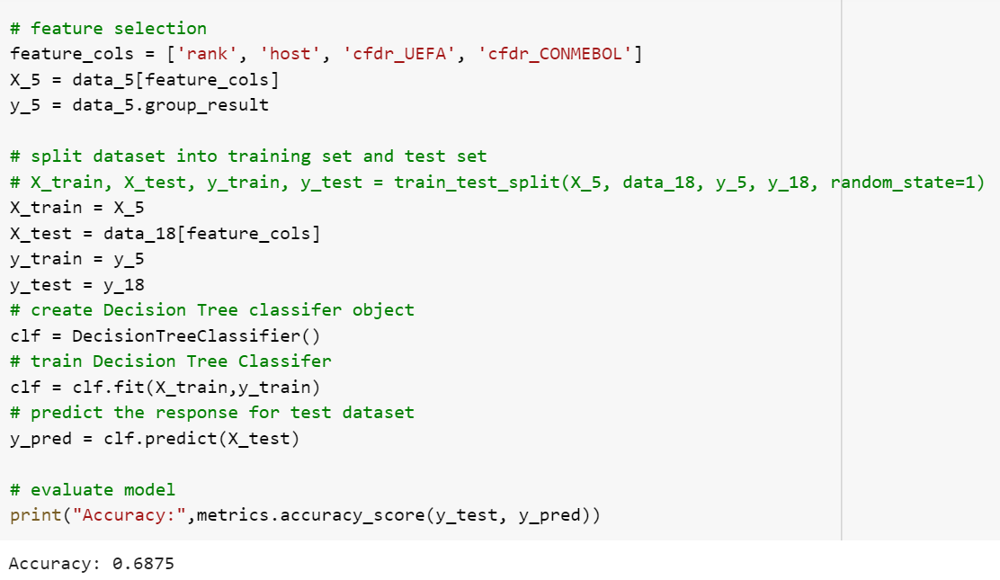 # feature selection
feature_cols = ['rank', 'host', 'cfdr_UEFA', 'cfdr_CONMEBOL']
X_5 = data_5[feature_cols]
y_5 = data_5.group_result
# split dataset into training set and test set
# X_train, X_test, y_train, y_test = train_test_split(X_5, data_18, y_5, y_18, random_state=1)
X_train = X_5
X_test = data_18[feature_cols]
y_train = y_5
y_test = y_18
# create Decision Tree classifer object
clf = DecisionTreeClassifier()
# train Decision Tree Classifer
clf = clf.fit(X_train,y_train)
# predict the response for test dataset
y_pred = clf.predict(X_test)
# evaluate model
print("Accuracy:",metrics.accuracy_score(y_test, y_pred))
Accuracy: 0.6875